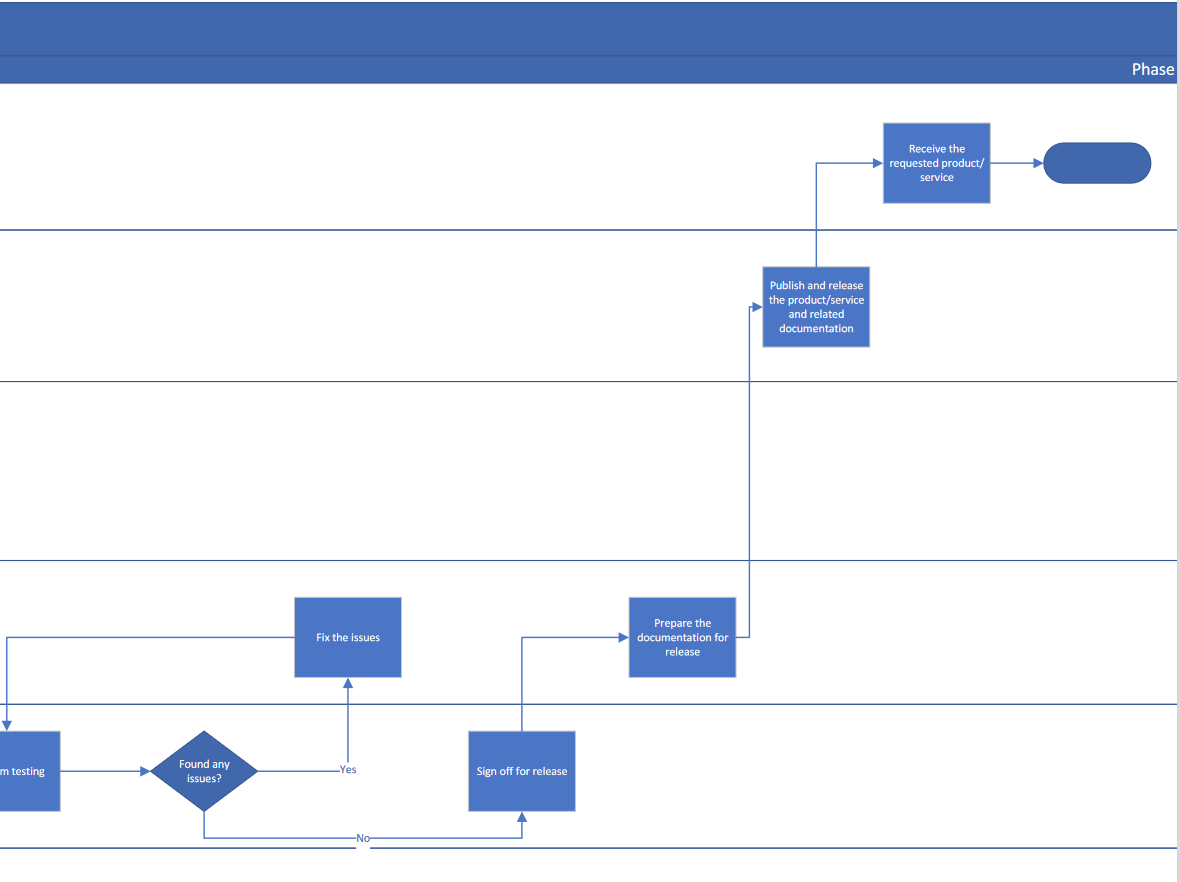 Phase
Receive the
requested product/
service
Publish and release
the product/service
and related
documentation
Fix the issues
Prepare the
documentation for
release
m testing
Found any
issues?
Yes
Sign off for release
No